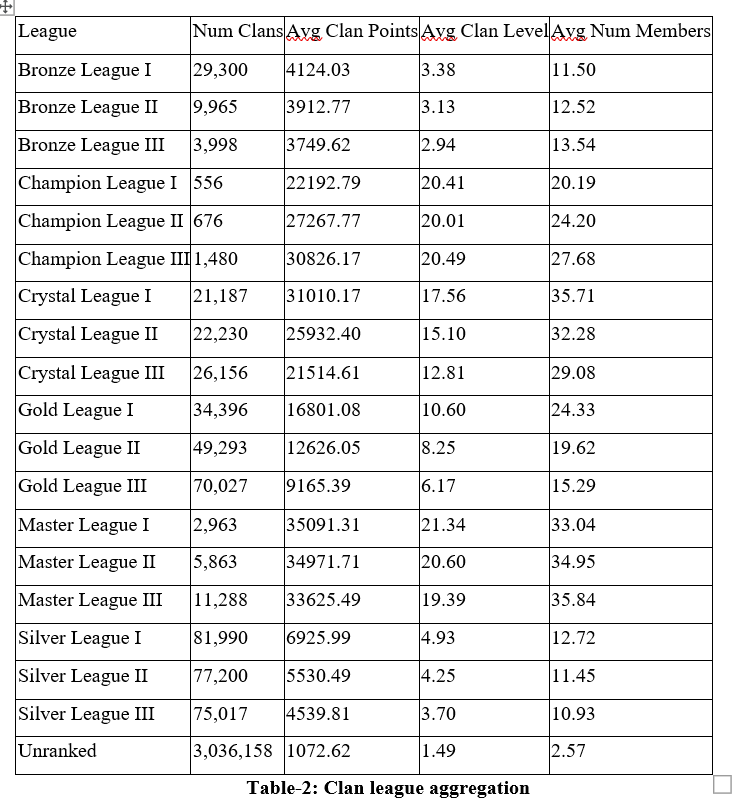 League Num Clans Avg Clan Points Avg Clan Level Avg Num Members
Bronze League I 29,300 4124.03 3.38 11.50
Bronze League II 9,965 3912.77 3.13 12.52
Bronze League III 3,998 3749.62 2.94 13.54
Champion League I 556 22192.79 20.41 20.19
Champion League II 676 27267.77 20.01 24.20
Champion League III 1,480 30826.17 20.49 27.68
Crystal League I 21,187 31010.17 17.56 35.71
Crystal League II 22,230 25932.40 15.10 32.28
Crystal League III 26,156 21514.61 12.81 29.08
Gold League I 34,396 16801.08 10.60 24.33
Gold League II 49,293 12626.05 8.25 19.62
Gold League III 70,027 9165.39 6.17 15.29
Master League I 2,963 35091.31 21.34 33.04
Master League II 5,863 34971.71 20.60 34.95
Master League III 11,288 33625.49 19.39 35.84
Silver League I 81,990 6925.99 4.93 12.72
Silver League II 77,200 5530.49 4.25 11.45
Silver League III 75,017 4539.81 3.70 10.93
Unranked 3,036,158 1072.62 1.49 2.57
Table-2: Clan league aggregation